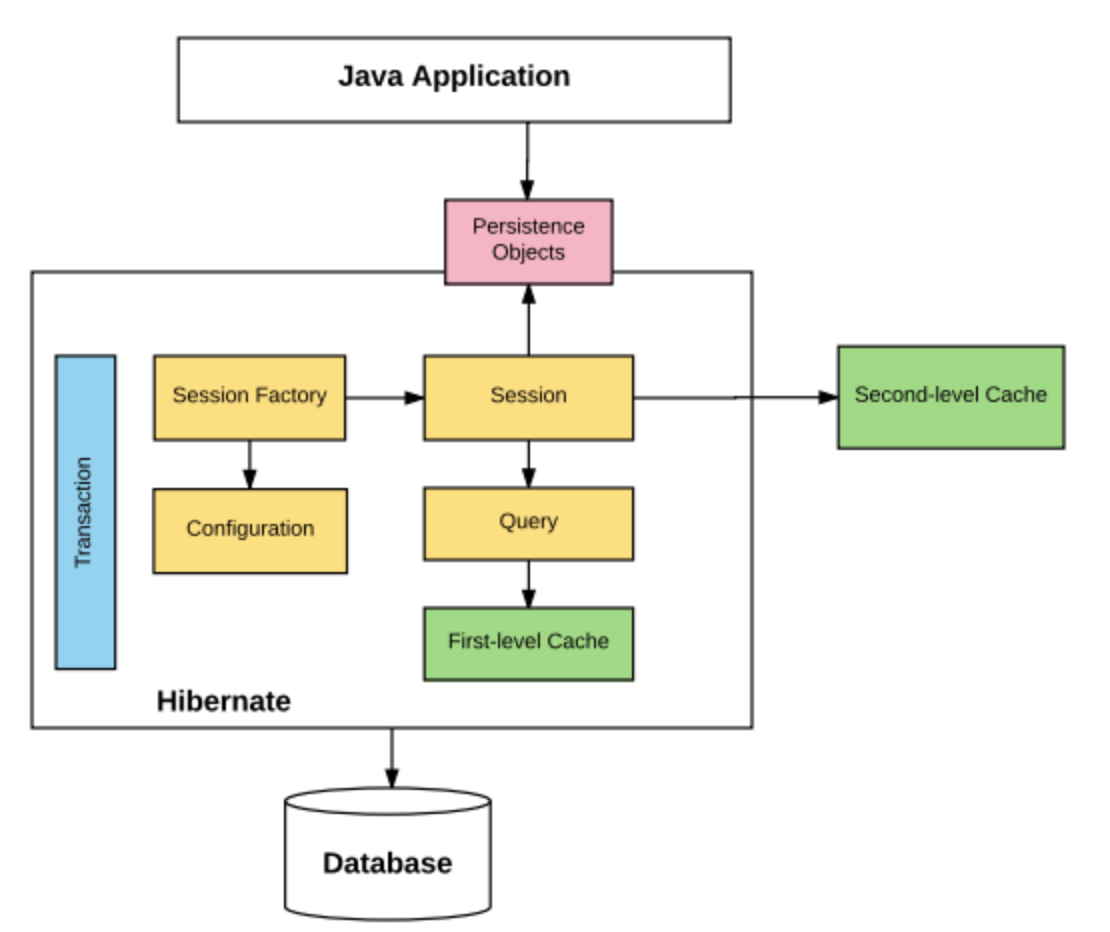 Java Application
Persistence
Objects
Session Factory
Session
Second-level Cache
Transaction
Configuration
Query
First-level Cache
Hibernate
Database